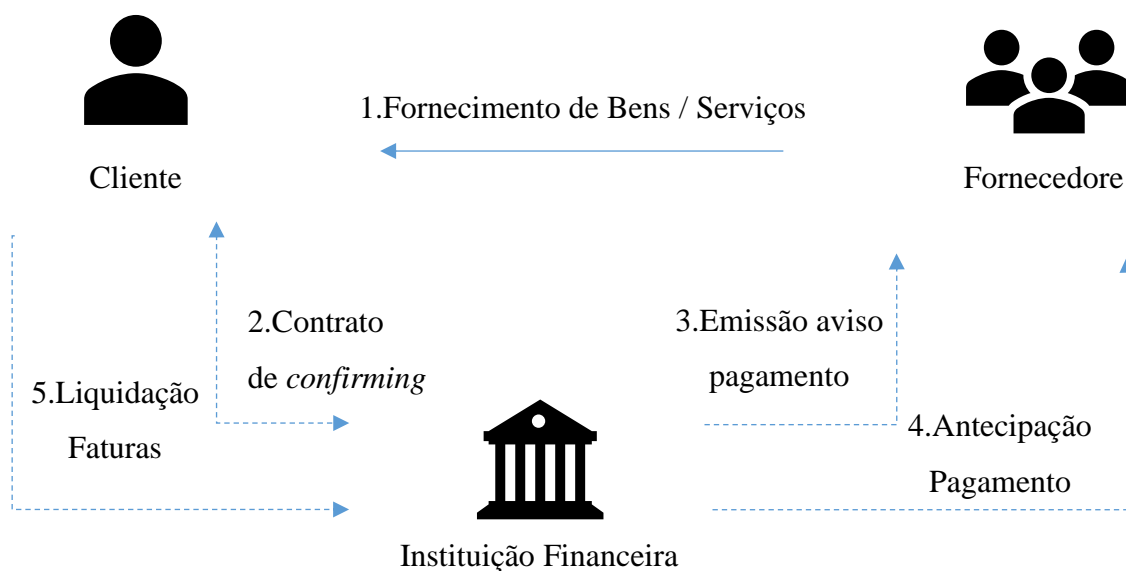 1.Fornecimento de Bens / Serviços
Cliente
Fornecedore
2.Contrato
de confirming
3.Emissão aviso
pagamento
5.Liquidação
Faturas
4.Antecipação
Pagamento
Instituição Financeira